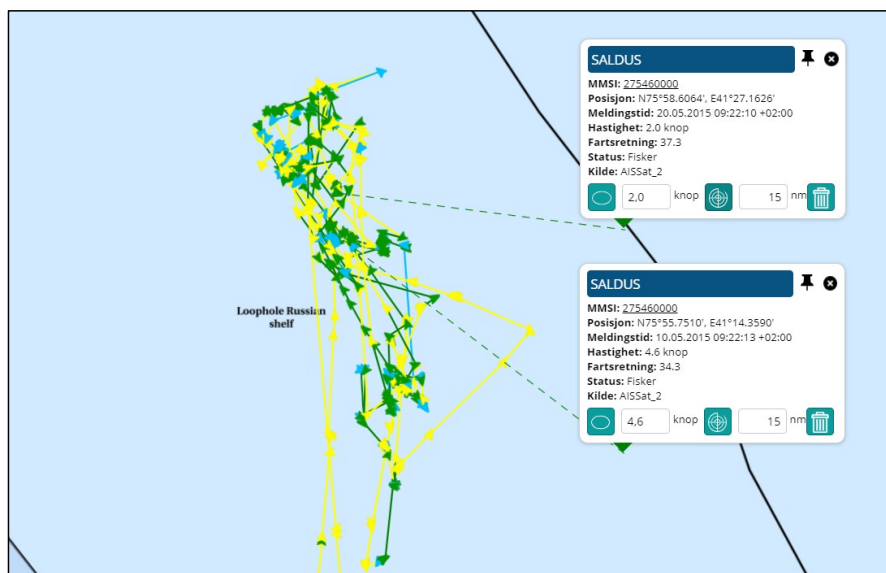 SALDUS
MMSI: 275460000
Posisjon: N75°58.6064', E41°27.1626'
Meldingstid: 20.05.2015 09:22:10 +02:00
Hastighet: 2.0 knop
Fartsretning: 37.3
Status: Fisker
Kilde: AISSat_2
2,0 knop 15 nm
SALDUS
MMSI: 275460000
Posisjon: N75°55.7510', E41°14.3590'
Meldingstid: 10.05.2015 09:22:13 +02:00
Hastighet: 4.6 knop
Fartsretning: 34.3
Status: Fisker
Kilde: AISSat_2
4,6 knop 15 nm
Loophole Russian
shelf